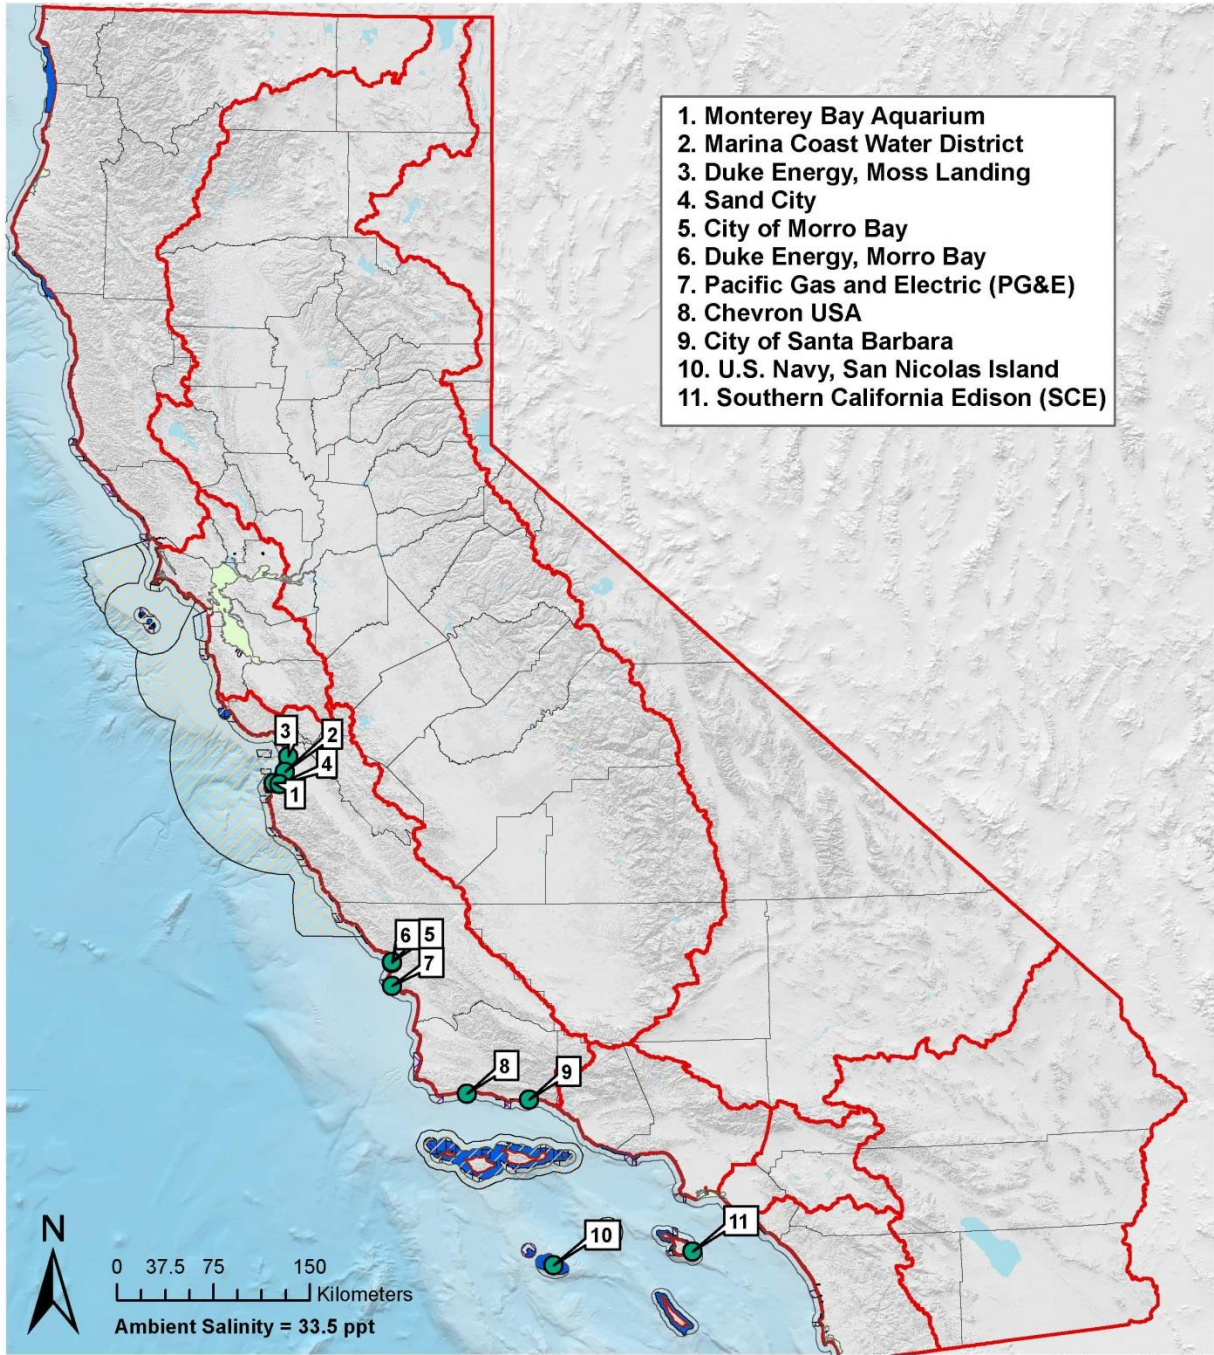 1. Monterey Bay Aquarium
2. Marina Coast Water District
3. Duke Energy, Moss Landing
4. Sand City
5. City of Morro Bay
6. Duke Energy, Morro Bay
7. Pacific Gas and Electric (PG&E)
8. Chevron USA
9. City of Santa Barbara
10. U.S. Navy, San Nicolas Island
11. Southern California Edison (SCE)
3
2
4
1
6
5
7
8
9
10
11
N
0 37.5 75 150
Kilometers
Ambient Salinity = 33.5 ppt